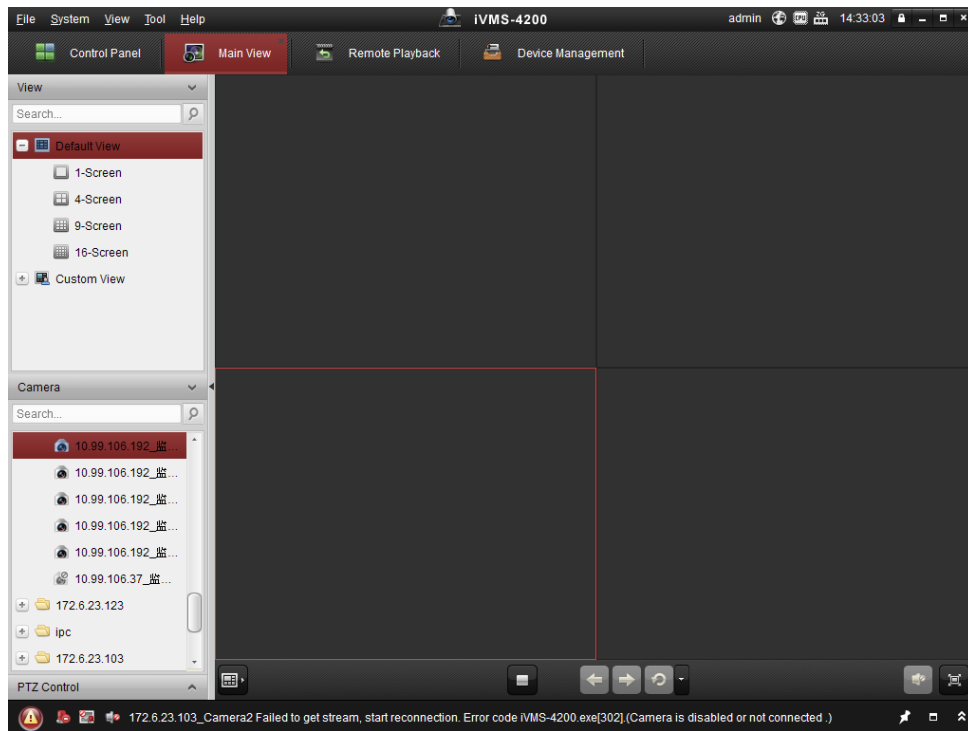 File System View Tool Help iVMS-4200 admin 14:33:03
Control Panel Main View Remote Playback Device Management
View
Search...
Default View
1-Screen
4-Screen
9-Screen
16-Screen
Custom View
Camera
Search...
10.99.106.192_监...
10.99.106.192_监...
10.99.106.192_监...
10.99.106.192_监...
10.99.106.192_监...
10.99.106.37_监...
172.6.23.123
ipc
172.6.23.103
PTZ Control
172.6.23.103_Camera2 Failed to get stream, start reconnection. Error code iVMS-4200.exe[302].(Camera is disabled or not connected .)